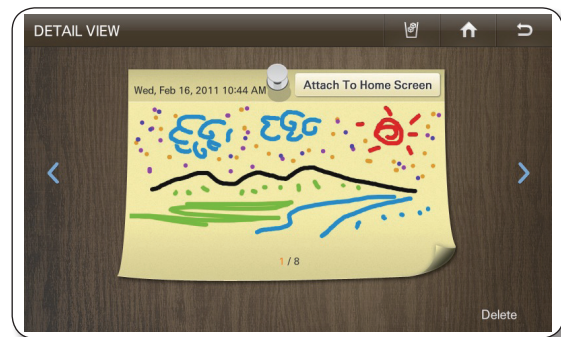 DETAIL VIEW
Wed, Feb 16, 2011 10:44 AM
Attach To Home Screen
1 / 8
Delete